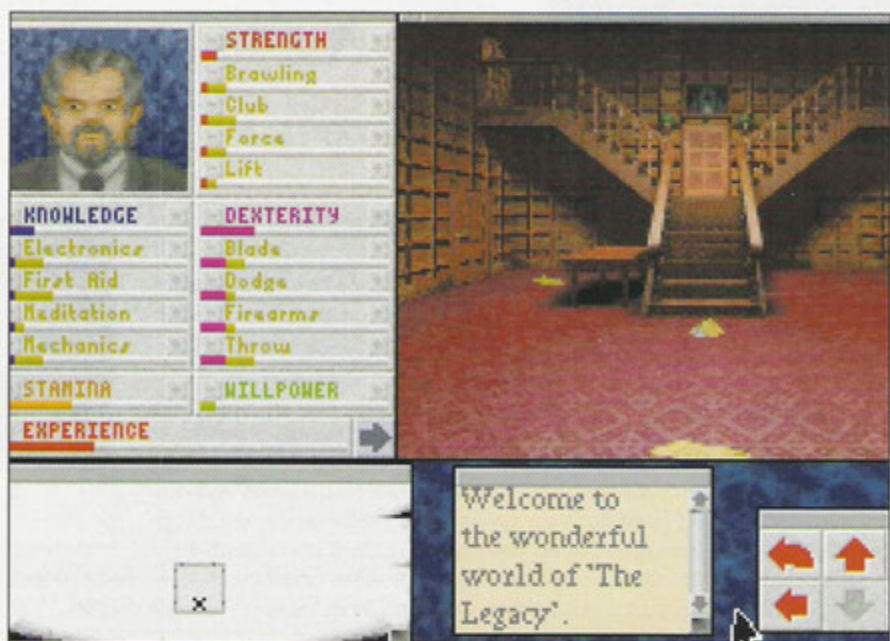 STRENGTH
Brawling
Club
Force
Lift
KNOWLEDGE
Electronics
First Aid
Meditation
Mechanics
DEXTERITY
Blade
Dodge
Firearms
Throw
STAMINA
WILLPOWER
EXPERIENCE
x
Welcome to
the wonderful
world of 'The
Legacy'.